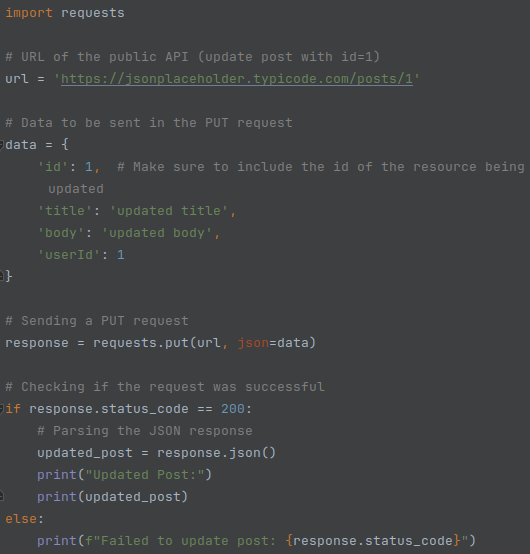 import requests
# URL of the public API (update post with id=1)
url = 'https://jsonplaceholder.typicode.com/posts/1'
# Data to be sent in the PUT request
data = {
    'id': 1,  # Make sure to include the id of the resource being
     updated
    'title': 'updated title',
    'body': 'updated body',
    'userId': 1
}
# Sending a PUT request
response = requests.put(url, json=data)
# Checking if the request was successful
if response.status_code == 200:
    # Parsing the JSON response
    updated_post = response.json()
    print("Updated Post:")
    print(updated_post)
else:
    print(f"Failed to update post: {response.status_code}")